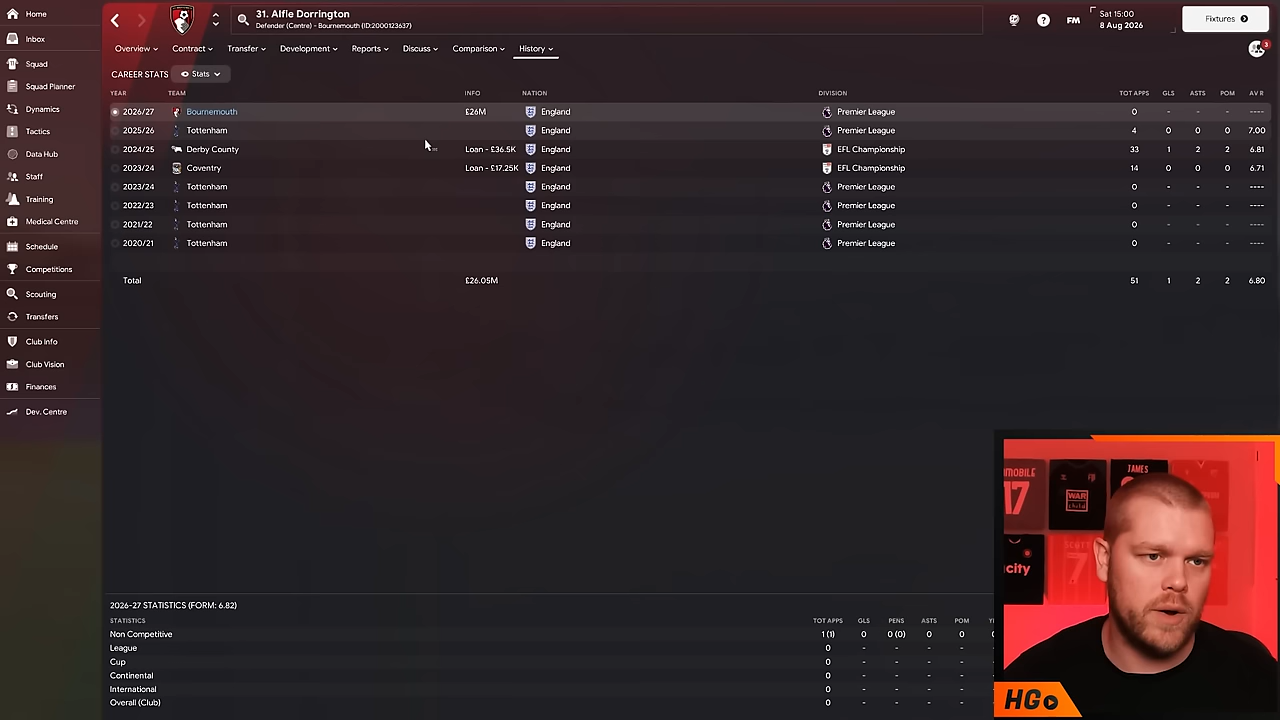 Home
Inbox
Squad
Squad Planner
Dynamics
Tactics
Data Hub
Staff
Training
Medical Centre
Schedule
Competitions
Scouting
Transfers
Club Info
Club Vision
Finances
Dev. Centre
31. Alfie Dorrington
Defender (Centre) - Bournemouth (ID:2000123637)
? FM Sat 15:00
8 Aug 2026
Fixtures
Overview Contract Transfer Development Reports Discuss Comparison History
3
CAREER STATS Stats
YEAR TEAM INFO NATION DIVISION TOT APPS GLS ASTS POM AV R
2026/27 Bournemouth £26M England Premier League 0 - - - ----
2025/26 Tottenham England Premier League 4 0 0 0 7.00
2024/25 Derby County Loan - £36.5K England EFL Championship 33 1 2 2 6.81
2023/24 Coventry Loan - £17.25K England EFL Championship 14 0 0 0 6.71
2023/24 Tottenham England Premier League 0 - - - ----
2022/23 Tottenham England Premier League 0 - - - ----
2021/22 Tottenham England Premier League 0 - - - ----
2020/21 Tottenham England Premier League 0 - - - ----
Total £26.05M 51 1 2 2 6.80
2026-27 STATISTICS (FORM: 6.82)
STATISTICS TOT APPS GLS PENS ASTS POM
Non Competitive 1 (1) 0 0 (0) 0 0
League 0 - - - -
Cup 0 - - - -
Continental 0 - - - -
International 0 - - - -
Overall (Club) 0 - - - -
17
WAR
child
JAMES
7
HG